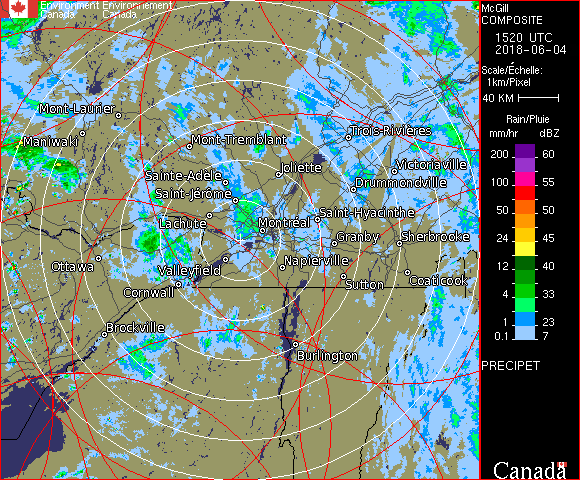 Environment Environnement
Canada Canada
McGill
COMPOSITE
1520 UTC
2018-06-04
Scale/Échelle:
1km/Pixel
40 KM
Rain/Pluie
mm/hr dBZ
200 60
100 55
50 50
36 45
24 45
12 40
4 33
1 23
0.1 7
PRECIPET
Canada
Mont-Laurier
Maniwaki
Mont-Tremblant
Trois-Rivières
Joliette
Victoriaville
Sainte-Adèle
Drummondville
Saint-Jérôme
Saint-Hyacinthe
Lachute
Montréal
Granby
Sherbrooke
Ottawa
Valleyfield
Napierville
Coaticook
Sutton
Cornwall
Brockville
Burlington